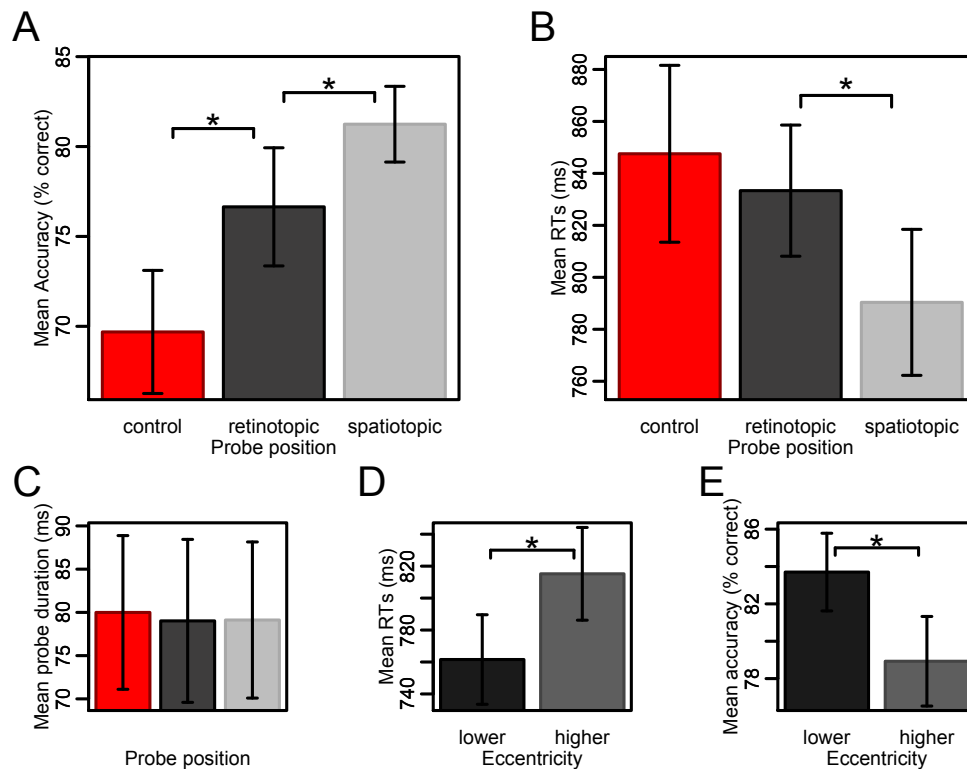 A
Mean Accuracy (% correct)
85
80
75
70
*
*
control retinotopic spatiotopic
Probe position
B
Mean RTs (ms)
880
860
840
820
800
780
760
*
control retinotopic spatiotopic
Probe position
C
Mean probe duration (ms)
90
85
80
75
70
Probe position
D
Mean RTs (ms)
820
780
760
740
*
lower higher
Eccentricity
E
Mean accuracy (% correct)
86
82
78
*
lower higher
Eccentricity